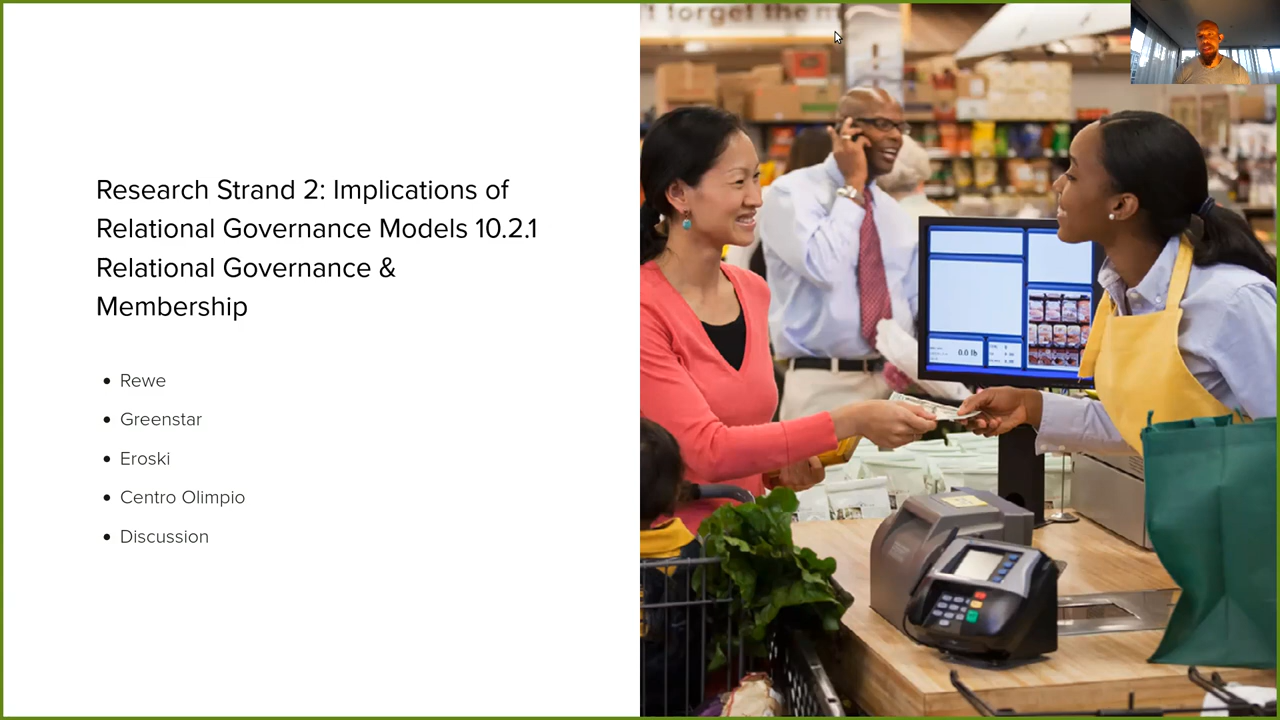 Research Strand 2: Implications of
Relational Governance Models 10.2.1
Relational Governance &
Membership
• Rewe
• Greenstar
• Eroski
• Centro Olimpio
• Discussion
forget the
0.0 lb